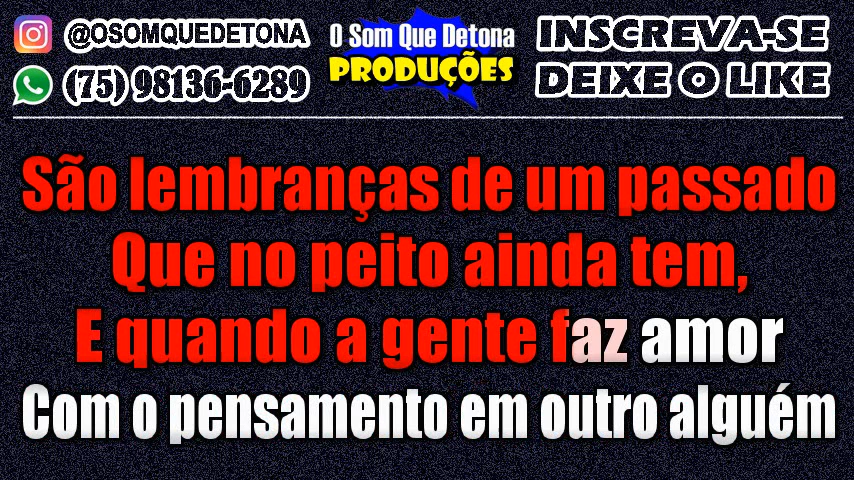 @OSOMQUEDETONA
(75) 98136-6289
O Som Que Detona
PRODUÇÕES
INSCREVA-SE
DEIXE O LIKE
São lembranças de um passado
Que no peito ainda tem,
E quando a gente faz amor
Com o pensamento em outro alguém